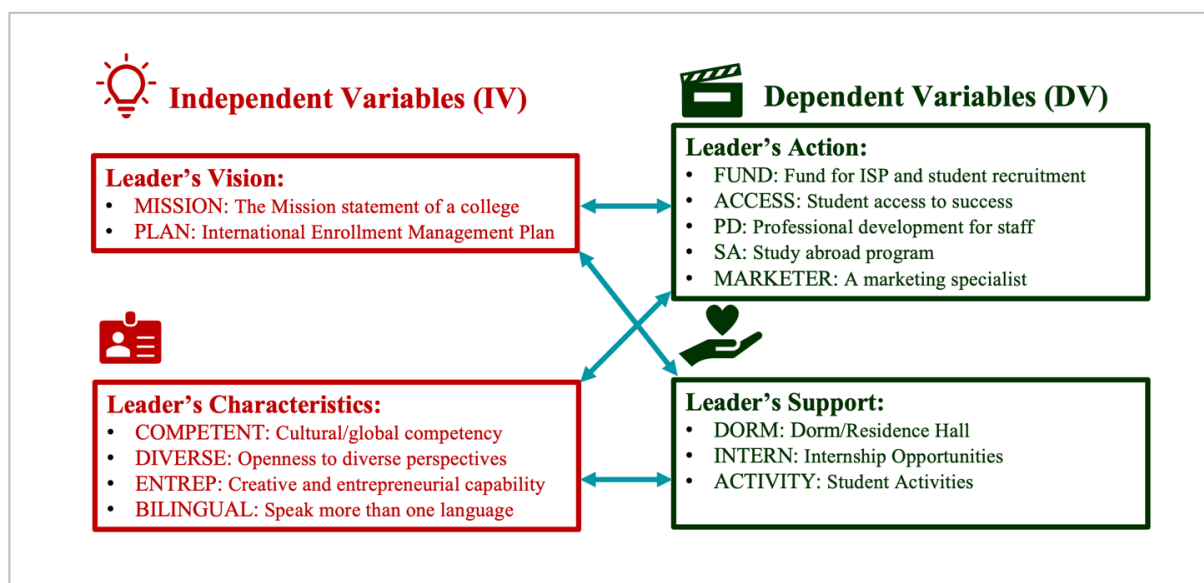 Independent Variables (IV)
Leader's Vision:
• MISSION: The Mission statement of a college
• PLAN: International Enrollment Management Plan
Leader's Characteristics:
• COMPETENT: Cultural/global competency
• DIVERSE: Openness to diverse perspectives
• ENTREP: Creative and entrepreneurial capability
• BILINGUAL: Speak more than one language
Dependent Variables (DV)
Leader's Action:
• FUND: Fund for ISP and student recruitment
• ACCESS: Student access to success
• PD: Professional development for staff
• SA: Study abroad program
• MARKETER: A marketing specialist
Leader's Support:
• DORM: Dorm/Residence Hall
• INTERN: Internship Opportunities
• ACTIVITY: Student Activities